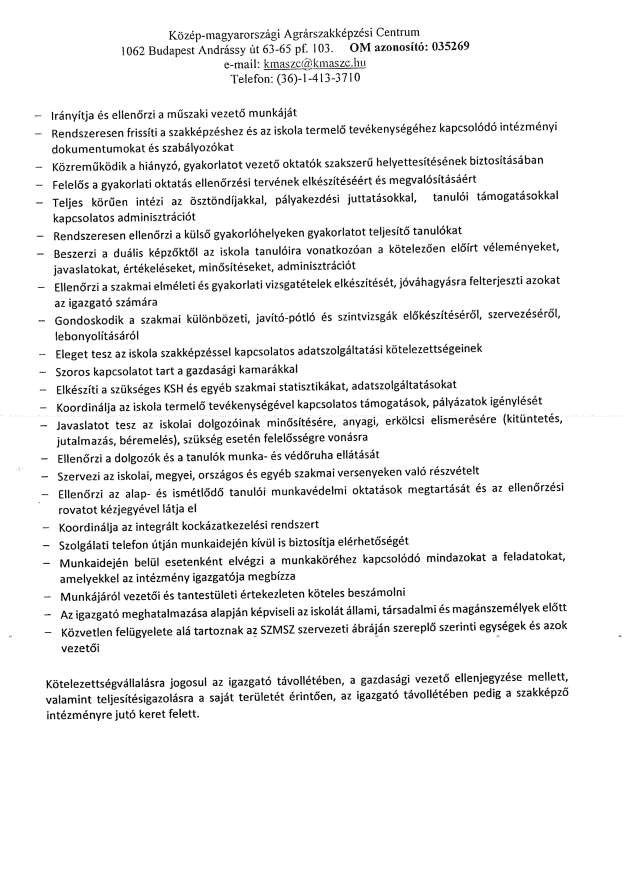 Közép-magyarországi Agrárszakképzési Centrum
1062 Budapest Andrássy út 63-65 pf. 103. OM azonosító: 035269
e-mail: kmaszc@kmaszc.hu
Telefon: (36)-1-413-3710
– Irányítja és ellenőrzi a műszaki vezető munkáját
– Rendszeresen frissíti a szakképzéshez és az iskola termelő tevékenységéhez kapcsolódó intézményi
dokumentumokat és szabályozókat
– Közreműködik a hiányzó, gyakorlatot vezető oktatók szakszerű helyettesítésének biztosításában
– Felelős a gyakorlati oktatás ellenőrzési tervének elkészítéséért és megvalósításáért
– Teljes körűen intézi az ösztöndíjakkal, pályakezdési juttatásokkal, tanulói támogatásokkal
kapcsolatos adminisztrációt
– Rendszeresen ellenőrzi a külső gyakorlóhelyeken gyakorlatot teljesítő tanulókat
– Beszerzi a duális képzőktől az iskola tanulóira vonatkozóan a kötelezően előírt véleményeket,
javaslatokat, értékeléseket, minősítéseket, adminisztrációt
– Ellenőrzi a szakmai elméleti és gyakorlati vizsgatételek elkészítését, jóváhagyásra felterjeszti azokat
az igazgató számára
– Gondoskodik a szakmai különbözeti, javító-pótló és szintvizsgák előkészítéséről, szervezéséről,
lebonyolításáról
– Eleget tesz az iskola szakképzéssel kapcsolatos adatszolgáltatási kötelezettségeinek
– Szoros kapcsolatot tart a gazdasági kamarákkal
– Elkészíti a szükséges KSH és egyéb szakmai statisztikákat, adatszolgáltatásokat
– Koordinálja az iskola termelő tevékenységével kapcsolatos támogatások, pályázatok igénylését
– Javaslatot tesz az iskolai dolgozóinak minősítésére, anyagi, erkölcsi elismerésére (kitüntetés,
jutalmazás, béremelés), szükség esetén felelősségre vonásra
– Ellenőrzi a dolgozók és a tanulók munka- és védőruha ellátását
– Szervezi az iskolai, megyei, országos és egyéb szakmai versenyeken való részvételt
– Ellenőrzi az alap- és ismétlődő tanulói munkavédelmi oktatások megtartását és az ellenőrzési
rovatot kézjegyével látja el
– Koordinálja az integrált kockázatkezelési rendszert
– Szolgálati telefon útján munkaidején kívül is biztosítja elérhetőségét
– Munkaidején belül esetenként elvégzi a munkaköréhez kapcsolódó mindazokat a feladatokat,
amelyekkel az intézmény igazgatója megbízza
– Munkájáról vezetői és tantestületi értekezleten köteles beszámolni
– Az igazgató meghatalmazása alapján képviseli az iskolát állami, társadalmi és magánszemélyek előtt
– Közvetlen felügyelete alá tartoznak az SZMSZ szervezeti ábráján szereplő szerinti egységek és azok
vezetői
Kötelezettségvállalásra jogosul az igazgató távollétében, a gazdasági vezető ellenjegyzése mellett,
valamint teljesítésigazolásra a saját területét érintően, az igazgató távollétében pedig a szakképző
intézményre jutó keret felett.